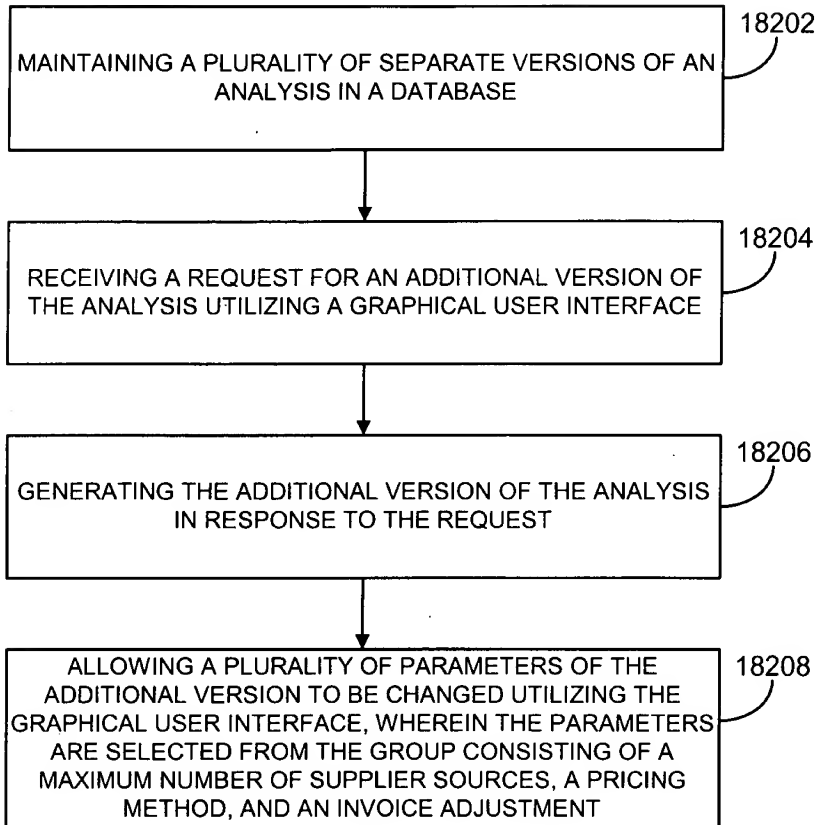 18202
MAINTAINING A PLURALITY OF SEPARATE VERSIONS OF AN
ANALYSIS IN A DATABASE
18204
RECEIVING A REQUEST FOR AN ADDITIONAL VERSION OF
THE ANALYSIS UTILIZING A GRAPHICAL USER INTERFACE
18206
GENERATING THE ADDITIONAL VERSION OF THE ANALYSIS
IN RESPONSE TO THE REQUEST
18208
ALLOWING A PLURALITY OF PARAMETERS OF THE
ADDITIONAL VERSION TO BE CHANGED UTILIZING THE
GRAPHICAL USER INTERFACE, WHEREIN THE PARAMETERS
ARE SELECTED FROM THE GROUP CONSISTING OF A
MAXIMUM NUMBER OF SUPPLIER SOURCES, A PRICING
METHOD, AND AN INVOICE ADJUSTMENT